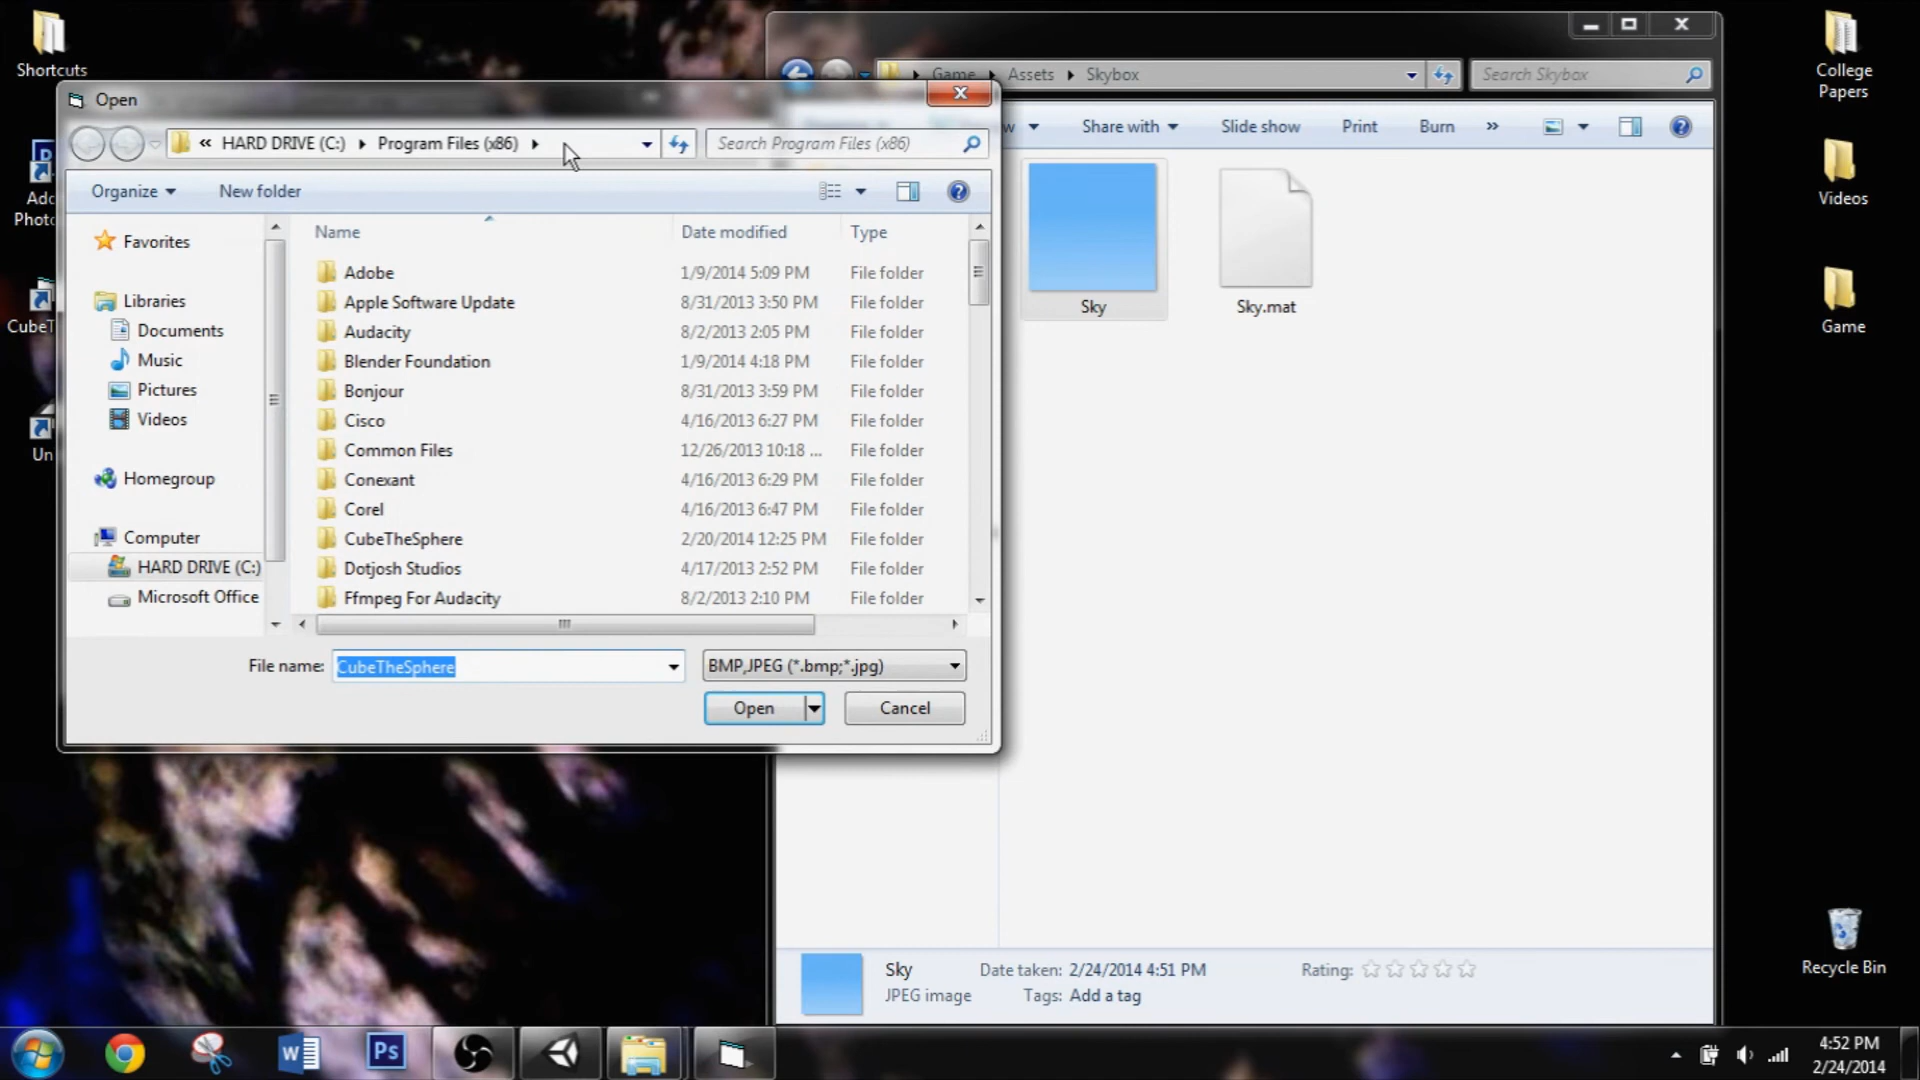 Shortcuts
College
Papers
Videos
Game
Recycle Bin
Game Assets Skybox
Search Skybox
Share with
Slide show
Print
Burn
»
Sky
Sky.mat
Open
« HARD DRIVE (C:) Program Files (x86)
Search Program Files (x86)
Organize
New folder
Name Date modified Type
Favorites
Libraries
Documents
Music
Pictures
Videos
Homegroup
Computer
HARD DRIVE (C:)
Microsoft Office
Adobe 1/9/2014 5:09 PM File folder
Apple Software Update 8/31/2013 3:50 PM File folder
Audacity 8/2/2013 2:05 PM File folder
Blender Foundation 1/9/2014 4:18 PM File folder
Bonjour 8/31/2013 3:59 PM File folder
Cisco 4/16/2013 6:27 PM File folder
Common Files 12/26/2013 10:18 ... File folder
Conexant 4/16/2013 6:29 PM File folder
Corel 4/16/2013 6:47 PM File folder
CubeTheSphere 2/20/2014 12:25 PM File folder
Dotjosh Studios 4/17/2013 2:52 PM File folder
Ffmpeg For Audacity 8/2/2013 2:10 PM File folder
File name: CubeTheSphere
BMP,JPEG (*.bmp;*.jpg)
Open
Cancel
Ado
Photo
CubeT
Un
Sky Date taken: 2/24/2014 4:51 PM Rating:
JPEG image Tags: Add a tag
W
Ps
4:52 PM
2/24/2014